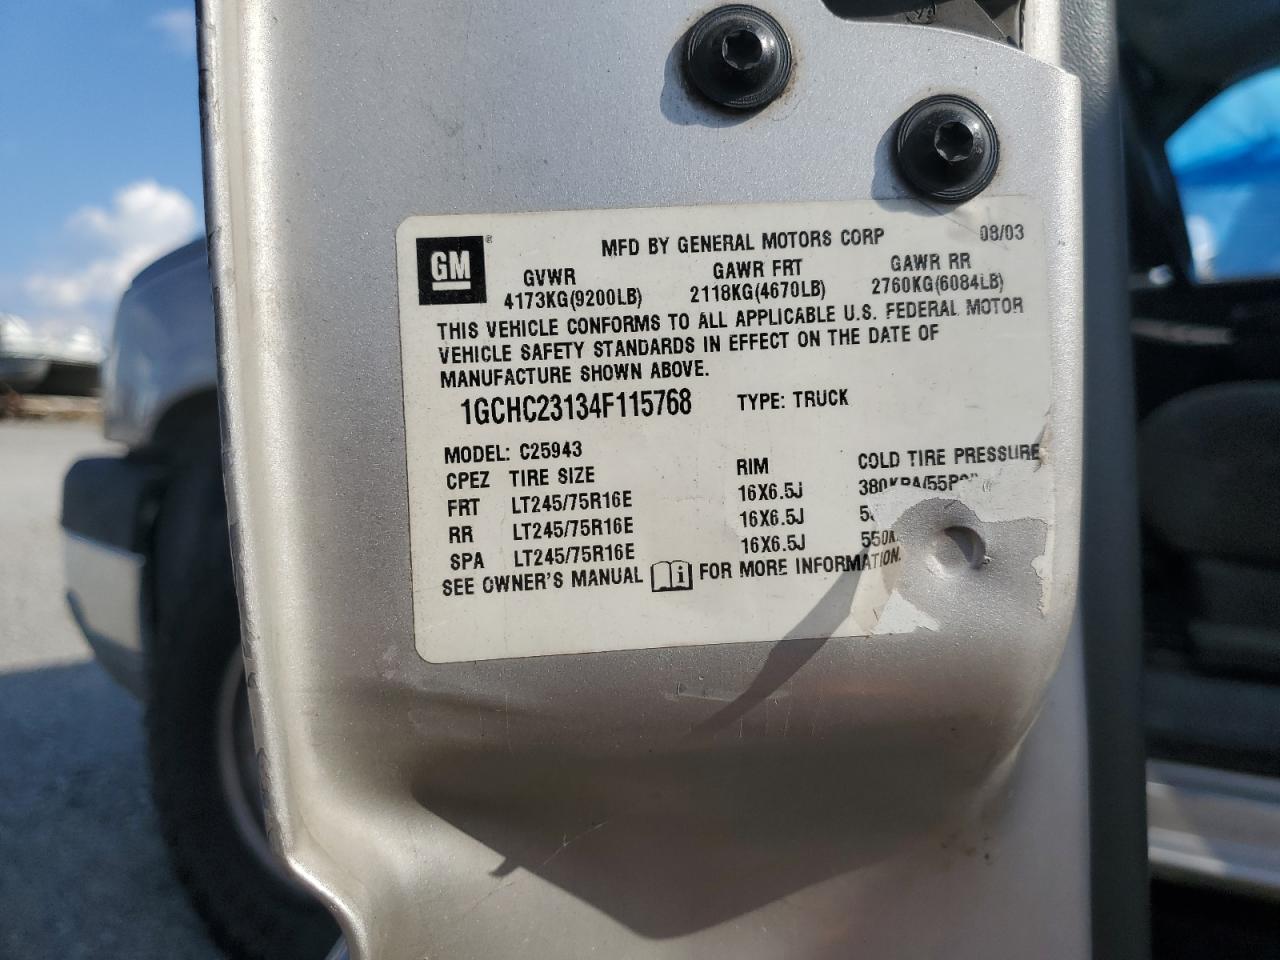 GM
®
MFD BY GENERAL MOTORS CORP 08/03
GVWR GAWR FRT GAWR RR
4173KG(9200LB) 2118KG(4670LB) 2760KG(6084LB)
THIS VEHICLE CONFORMS TO ALL APPLICABLE U.S. FEDERAL MOTOR
VEHICLE SAFETY STANDARDS IN EFFECT ON THE DATE OF
MANUFACTURE SHOWN ABOVE.
1GCHC23134F115768 TYPE: TRUCK
MODEL: C25943
CPEZ TIRE SIZE RIM COLD TIRE PRESSURE
FRT LT245/75R16E 16X6.5J 380KPA/55PSI
RR LT245/75R16E 16X6.5J
SPA LT245/75R16E 16X6.5J
SEE OWNER'S MANUAL FOR MORE INFORMATION.